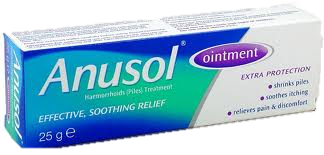 Anusol®
ointment
Haemorrhoids (Piles) Treatment
EXTRA PROTECTION
• shrinks piles
• soothes itching
• relieves pain & discomfort
EFFECTIVE, SOOTHING RELIEF
25 g e